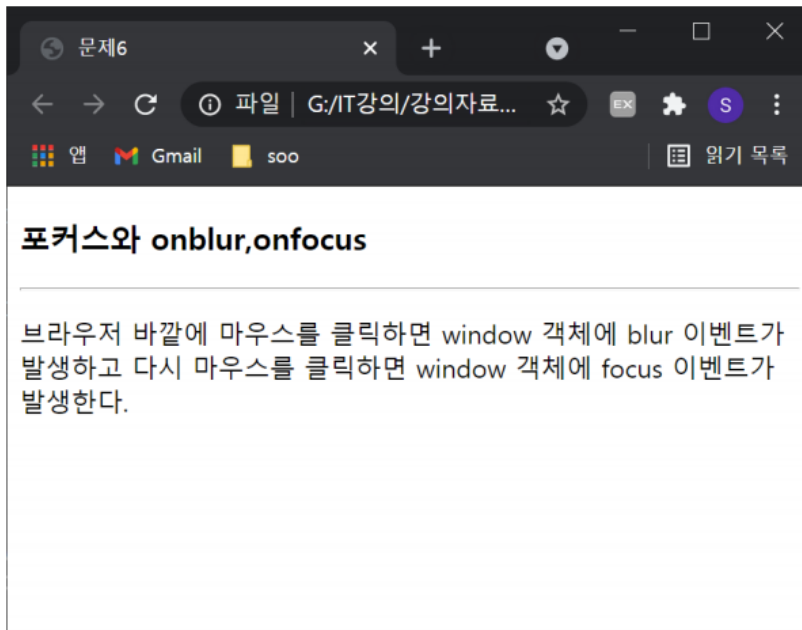 문제6
파일 | G:/IT강의/강의자료...
EX
S
앱
Gmail
soo
읽기 목록
포커스와 onblur,onfocus
브라우저 바깥에 마우스를 클릭하면 window 객체에 blur 이벤트가
발생하고 다시 마우스를 클릭하면 window 객체에 focus 이벤트가
발생한다.